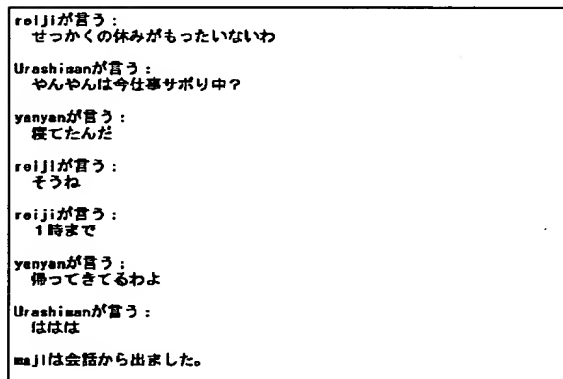 reijiが言う:
せっかくの休みがもったいないわ
Urashimanが言う:
やんやんは今仕事サボり中?
yanyanが言う:
寝てたんだ
reijiが言う:
そうね
reijiが言う:
1時まで
yanyanが言う:
帰ってきてるわよ
Urashimanが言う:
ははは
majiは会話から出ました。